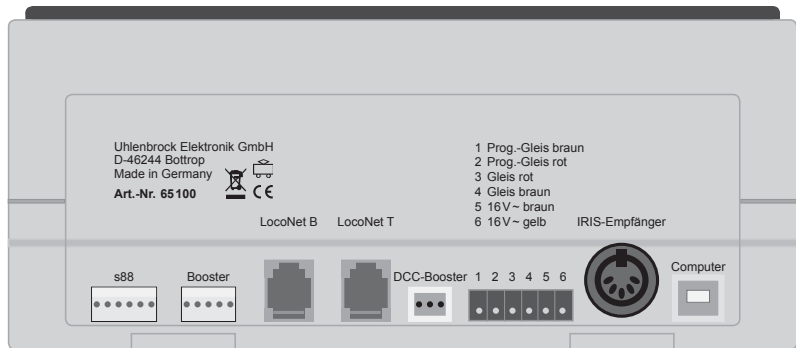 Uhlenbrock Elektronik GmbH
D-46244 Bottrop
Made in Germany
Art.-Nr. 65100
CE
1 Prog.-Gleis braun
2 Prog.-Gleis rot
3 Gleis rot
4 Gleis braun
5 16V~ braun
6 16V~ gelb
LocoNet B
LocoNet T
IRIS-Empfänger
s88
Booster
DCC-Booster
1 2 3 4 5 6
Computer